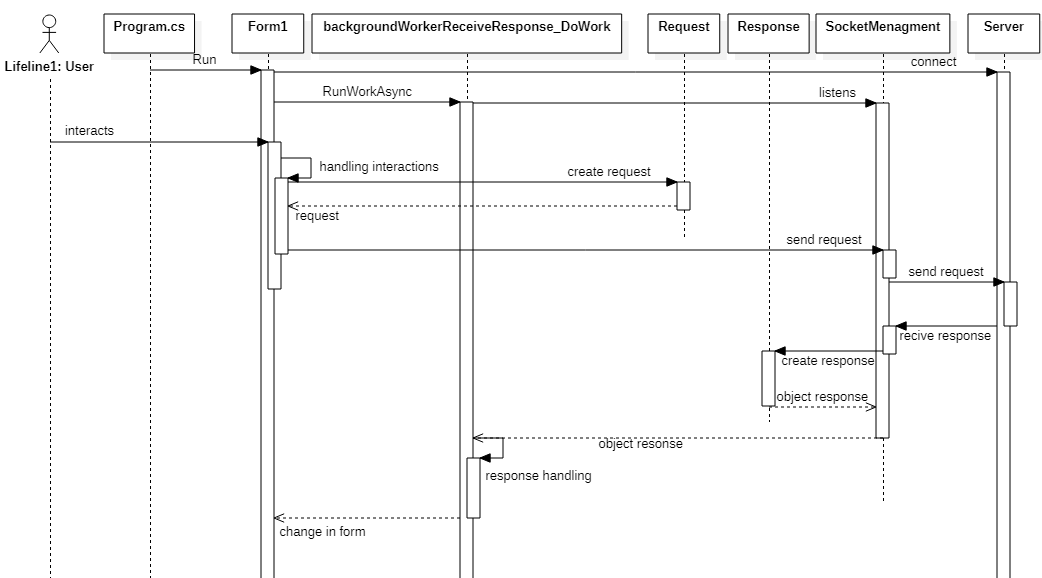 Program.cs
Form1
backgroundWorkerReceiveResponse_DoWork
Request
Response
SocketMenagment
Server
Lifeline1: User
Run
connect
RunWorkAsync
listens
interacts
handling interactions
create request
request
send request
send request
recive response
create response
object response
object resonse
response handling
change in form